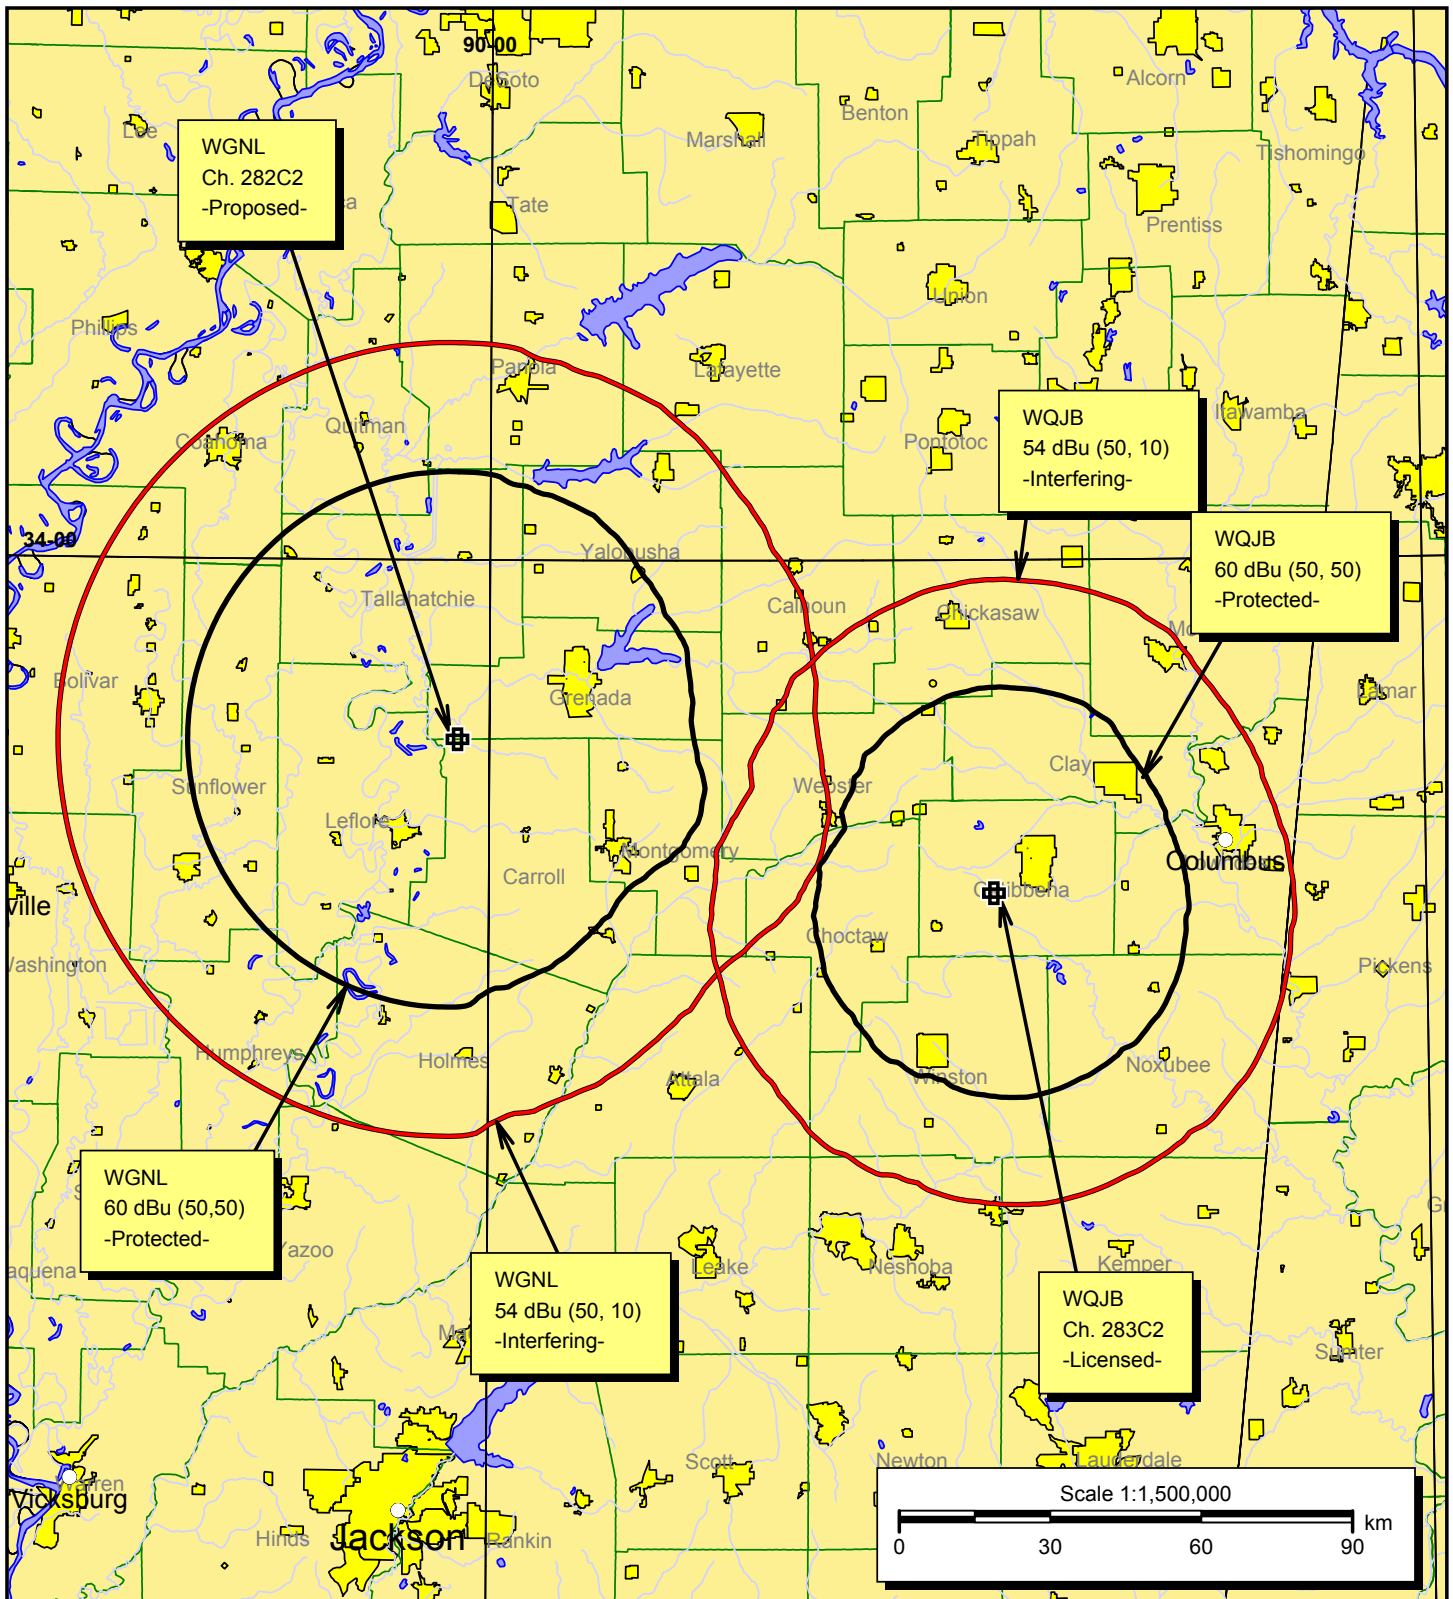 90-00
DeSoto
Alcorn
Benton
Lee
Marshall
Tippah
Tishomingo
WGNL
Ch. 282C2
-Proposed-
ca
Tate
Prentiss
Union
Phillips
Panola
Lafayette
Coahoma
Quitman
Pontotoc
WQJB
54 dBu (50, 10)
-Interfering-
Itawamba
34-00
Yalobusha
WQJB
60 dBu (50, 50)
-Protected-
Tallahatchie
Calhoun
Chickasaw
Mo
Bolivar
Grenada
Lamar
Clay
Sunflower
Webster
Leflore
Montgomery
Columbus
Carroll
Oktibbeha
ville
Choctaw
Washington
Pickens
Humphreys
Holmes
Attala
Winston
Noxubee
WGNL
60 dBu (50,50)
-Protected-
S
Yazoo
aquena
WGNL
54 dBu (50, 10)
-Interfering-
Ma
Leake
Neshoba
Kemper
G
WQJB
Ch. 283C2
-Licensed-
Sumter
Scott
Newton
Lauderdale
Warren
Vicksburg
Hinds
Jackson
Rankin
Scale 1:1,500,000
km
0 30 60 90